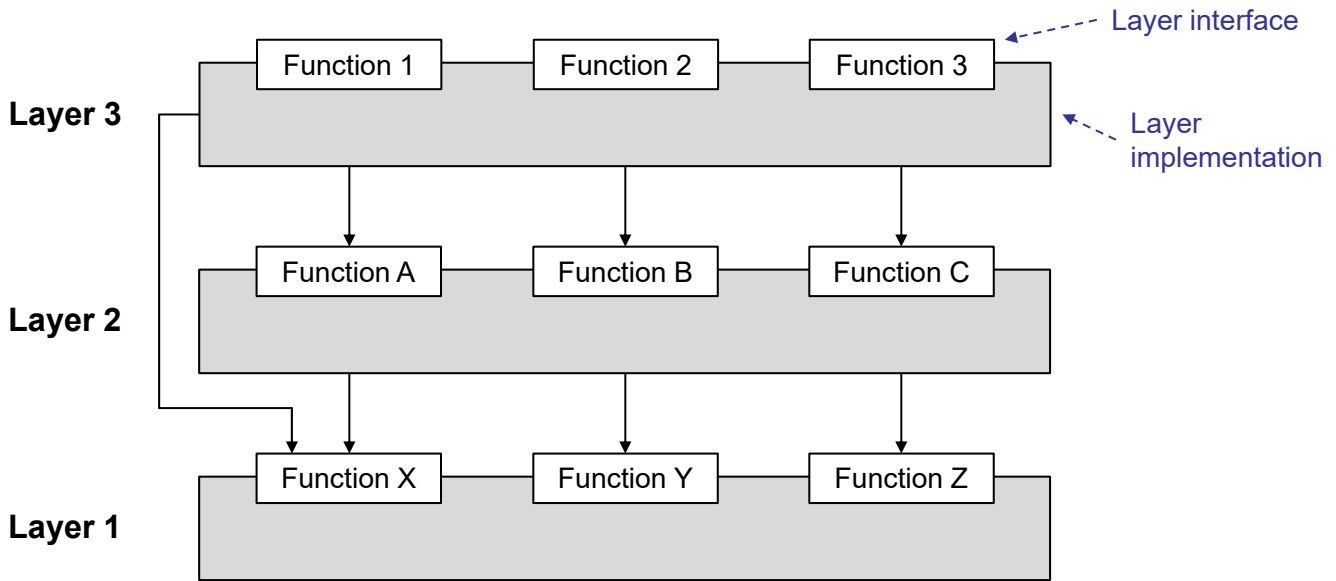 Layer interface
Function 1
Function 2
Function 3
Layer 3
Layer
implementation
Function A
Function B
Function C
Layer 2
Function X
Function Y
Function Z
Layer 1